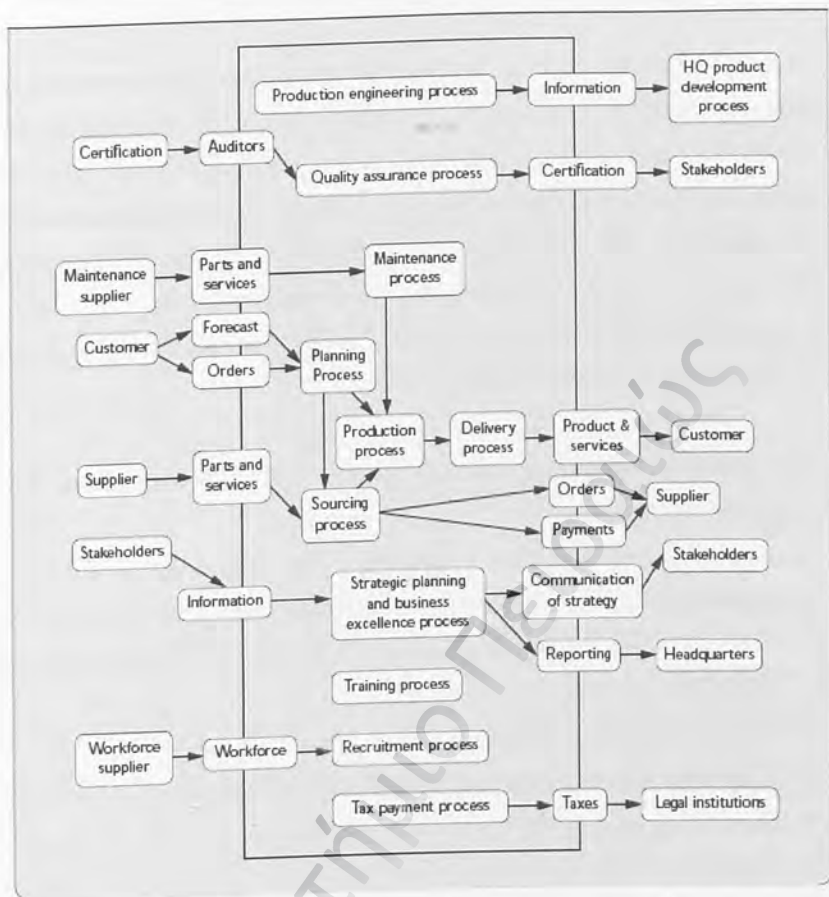 Production engineering process
Information
HQ product
development
process
Certification
Auditors
Quality assurance process
Certification
Stakeholders
Maintenance
supplier
Parts and
services
Maintenance
process
Customer
Forecast
Orders
Planning
Process
Production
process
Delivery
process
Product &
services
Customer
Supplier
Parts and
services
Sourcing
process
Orders
Payments
Supplier
Stakeholders
Information
Strategic planning
and business
excellence process
Communication
of strategy
Stakeholders
Reporting
Headquarters
Training process
Workforce
supplier
Workforce
Recruitment process
Tax payment process
Taxes
Legal institutions